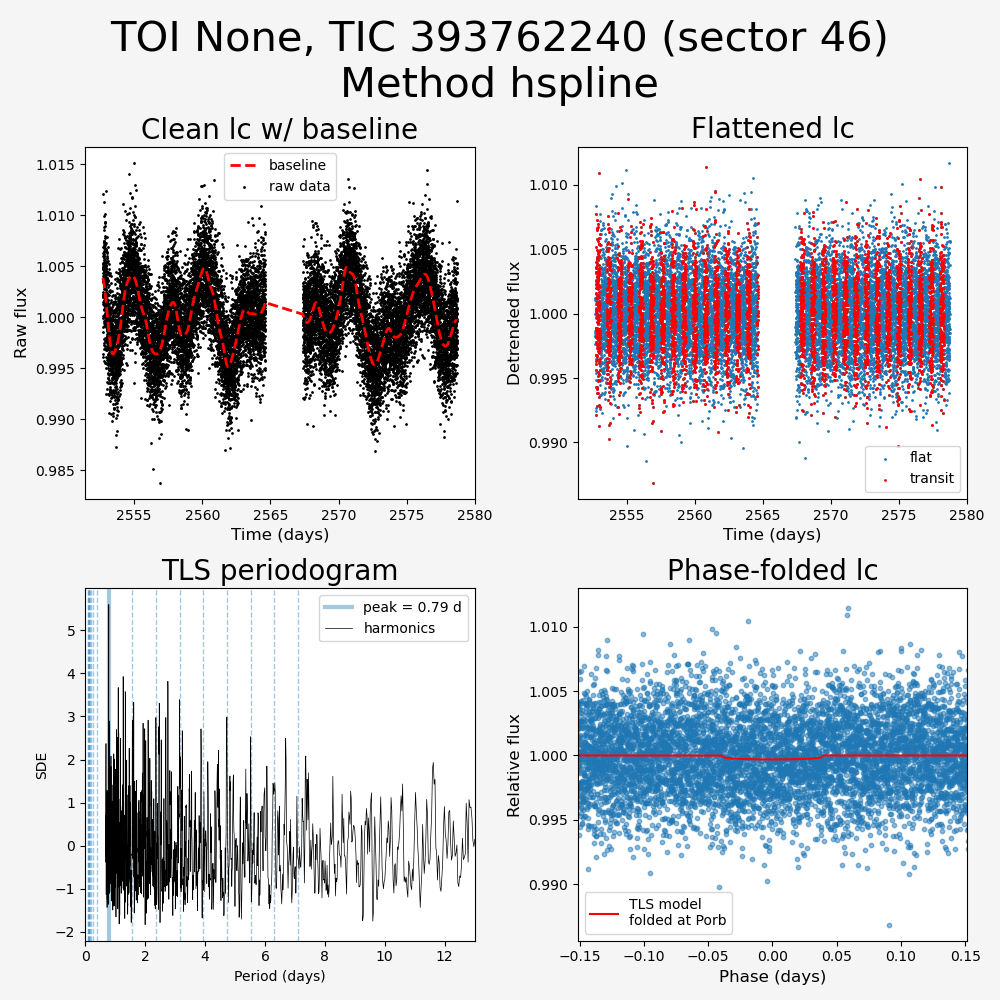 TOI None, TIC 393762240 (sector 46)
Method hspline
Clean lc w/ baseline
Raw flux
1.015
1.010
1.005
1.000
0.995
0.990
0.985
baseline
raw data
2555
2560
2565
2570
2575
2580
Time (days)
Flattened lc
Detrended flux
1.010
1.005
1.000
0.995
0.990
flat
transit
2555
2560
2565
2570
2575
2580
Time (days)
TLS periodogram
SDE
5
4
3
2
1
0
−1
−2
peak = 0.79 d
harmonics
0
2
4
6
8
10
12
Period (days)
Phase-folded lc
Relative flux
1.010
1.005
1.000
0.995
0.990
TLS model
folded at Porb
−0.15
−0.10
−0.05
0.00
0.05
0.10
0.15
Phase (days)